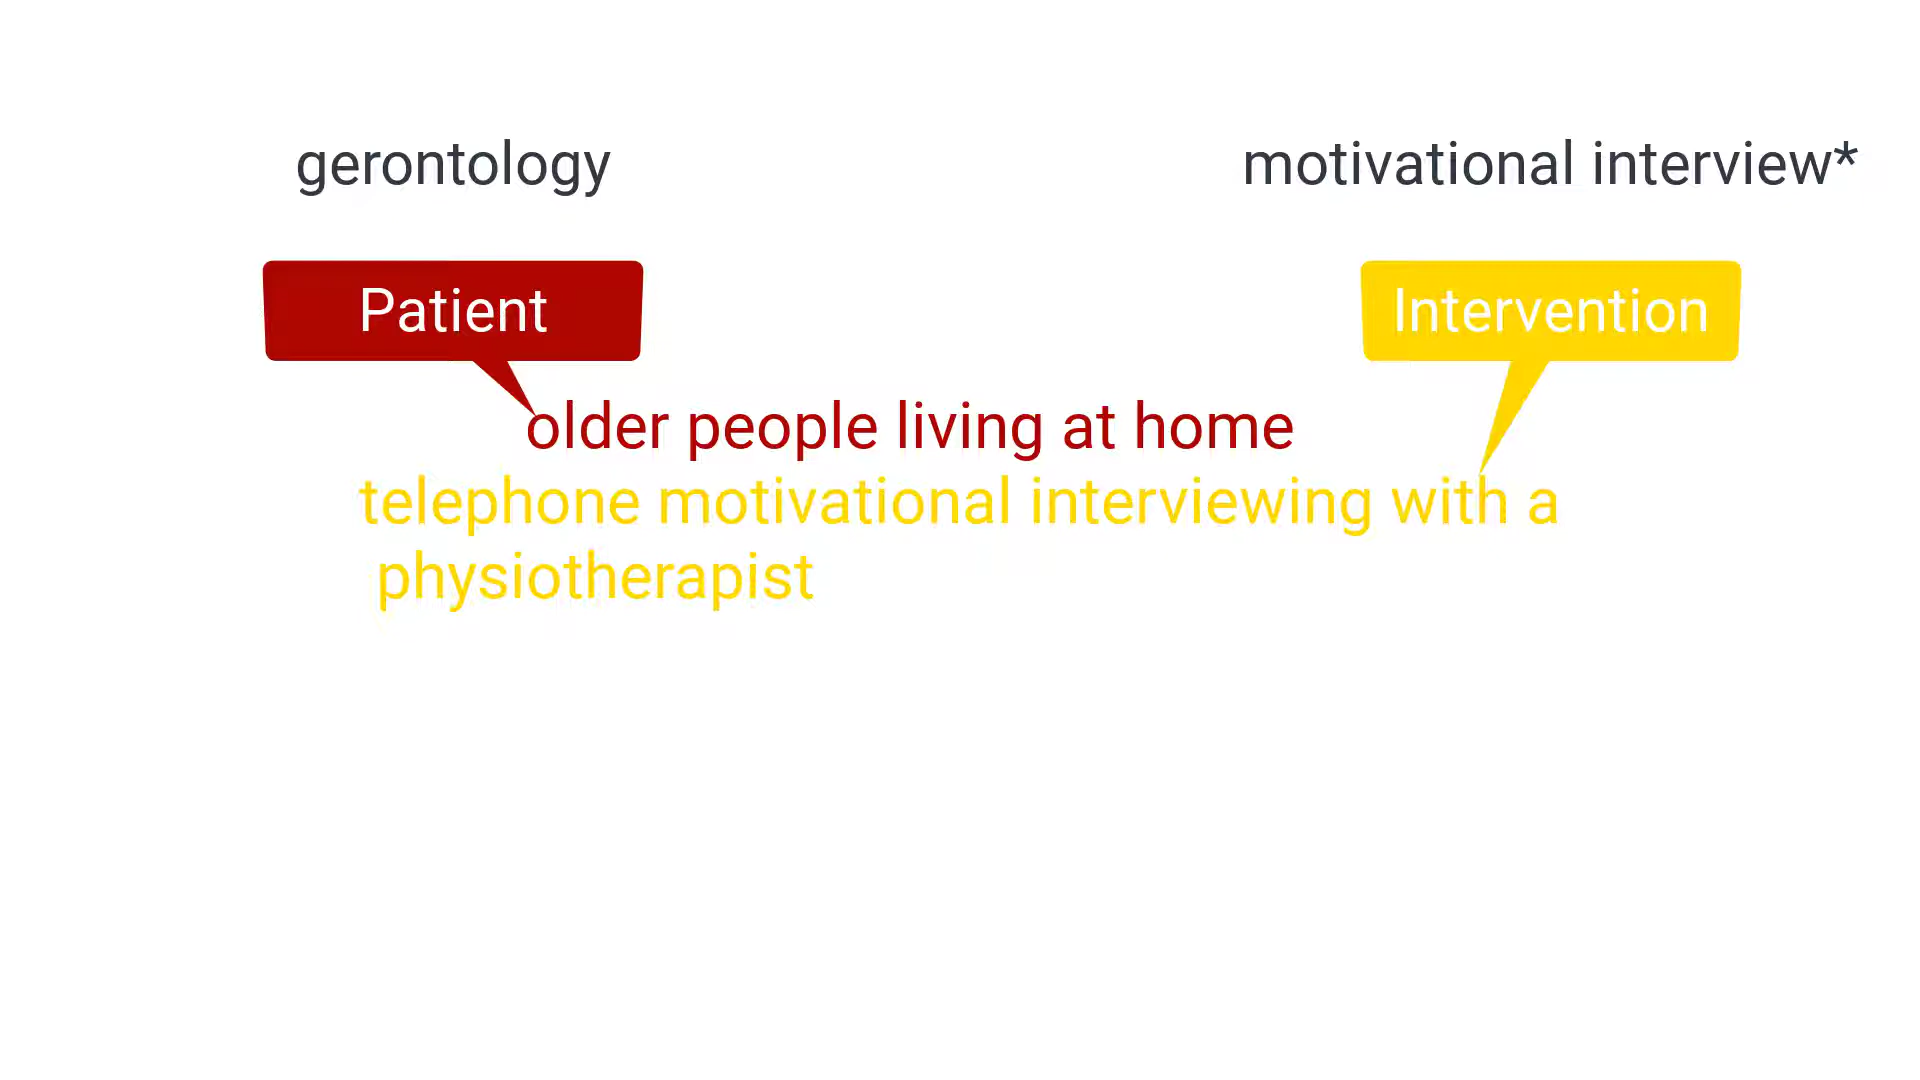 gerontology
motivational interview*
Patient
Intervention
older people living at home
telephone motivational interviewing with a
physiotherapist